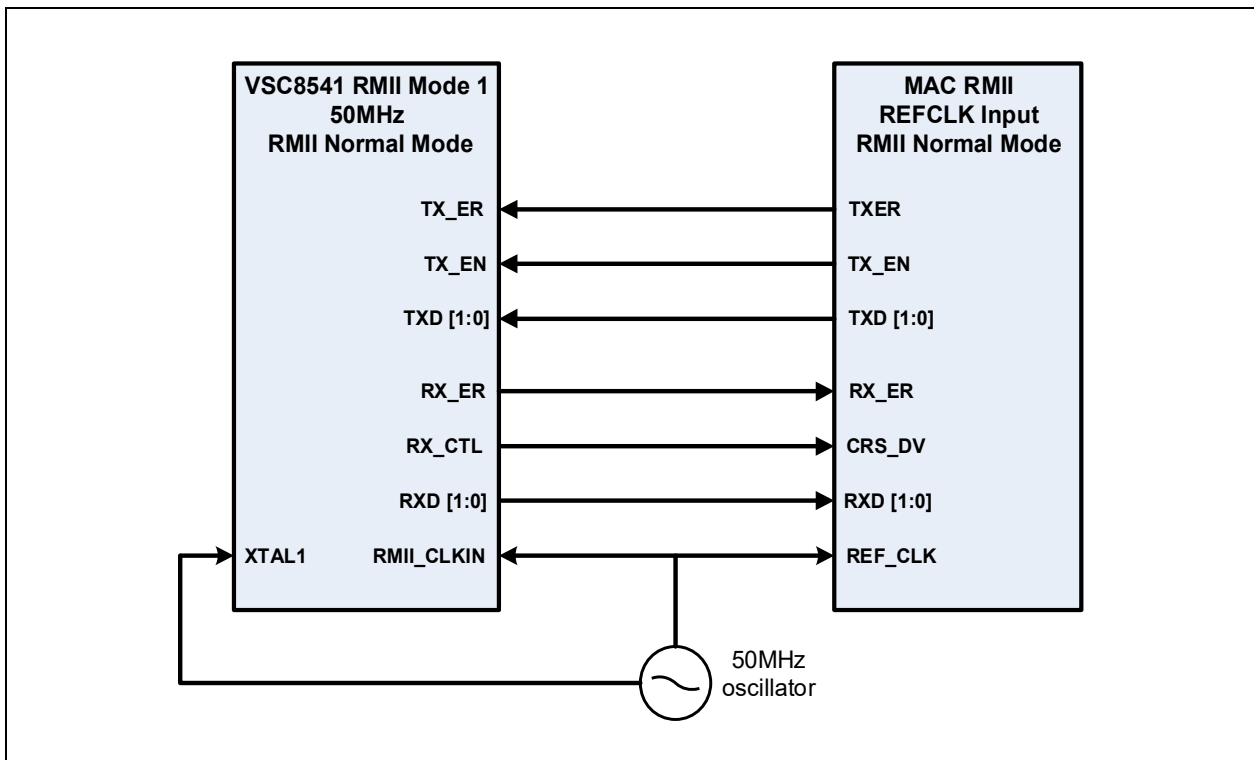 VSC8541 RMII Mode 1
50MHz
RMII Normal Mode
MAC RMII
REFCLK Input
RMII Normal Mode
TX_ER
TXER
TX_EN
TX_EN
TXD [1:0]
TXD [1:0]
RX_ER
RX_ER
RX_CTL
CRS_DV
RXD [1:0]
RXD [1:0]
XTAL1
RMII_CLKIN
REF_CLK
50MHz
oscillator